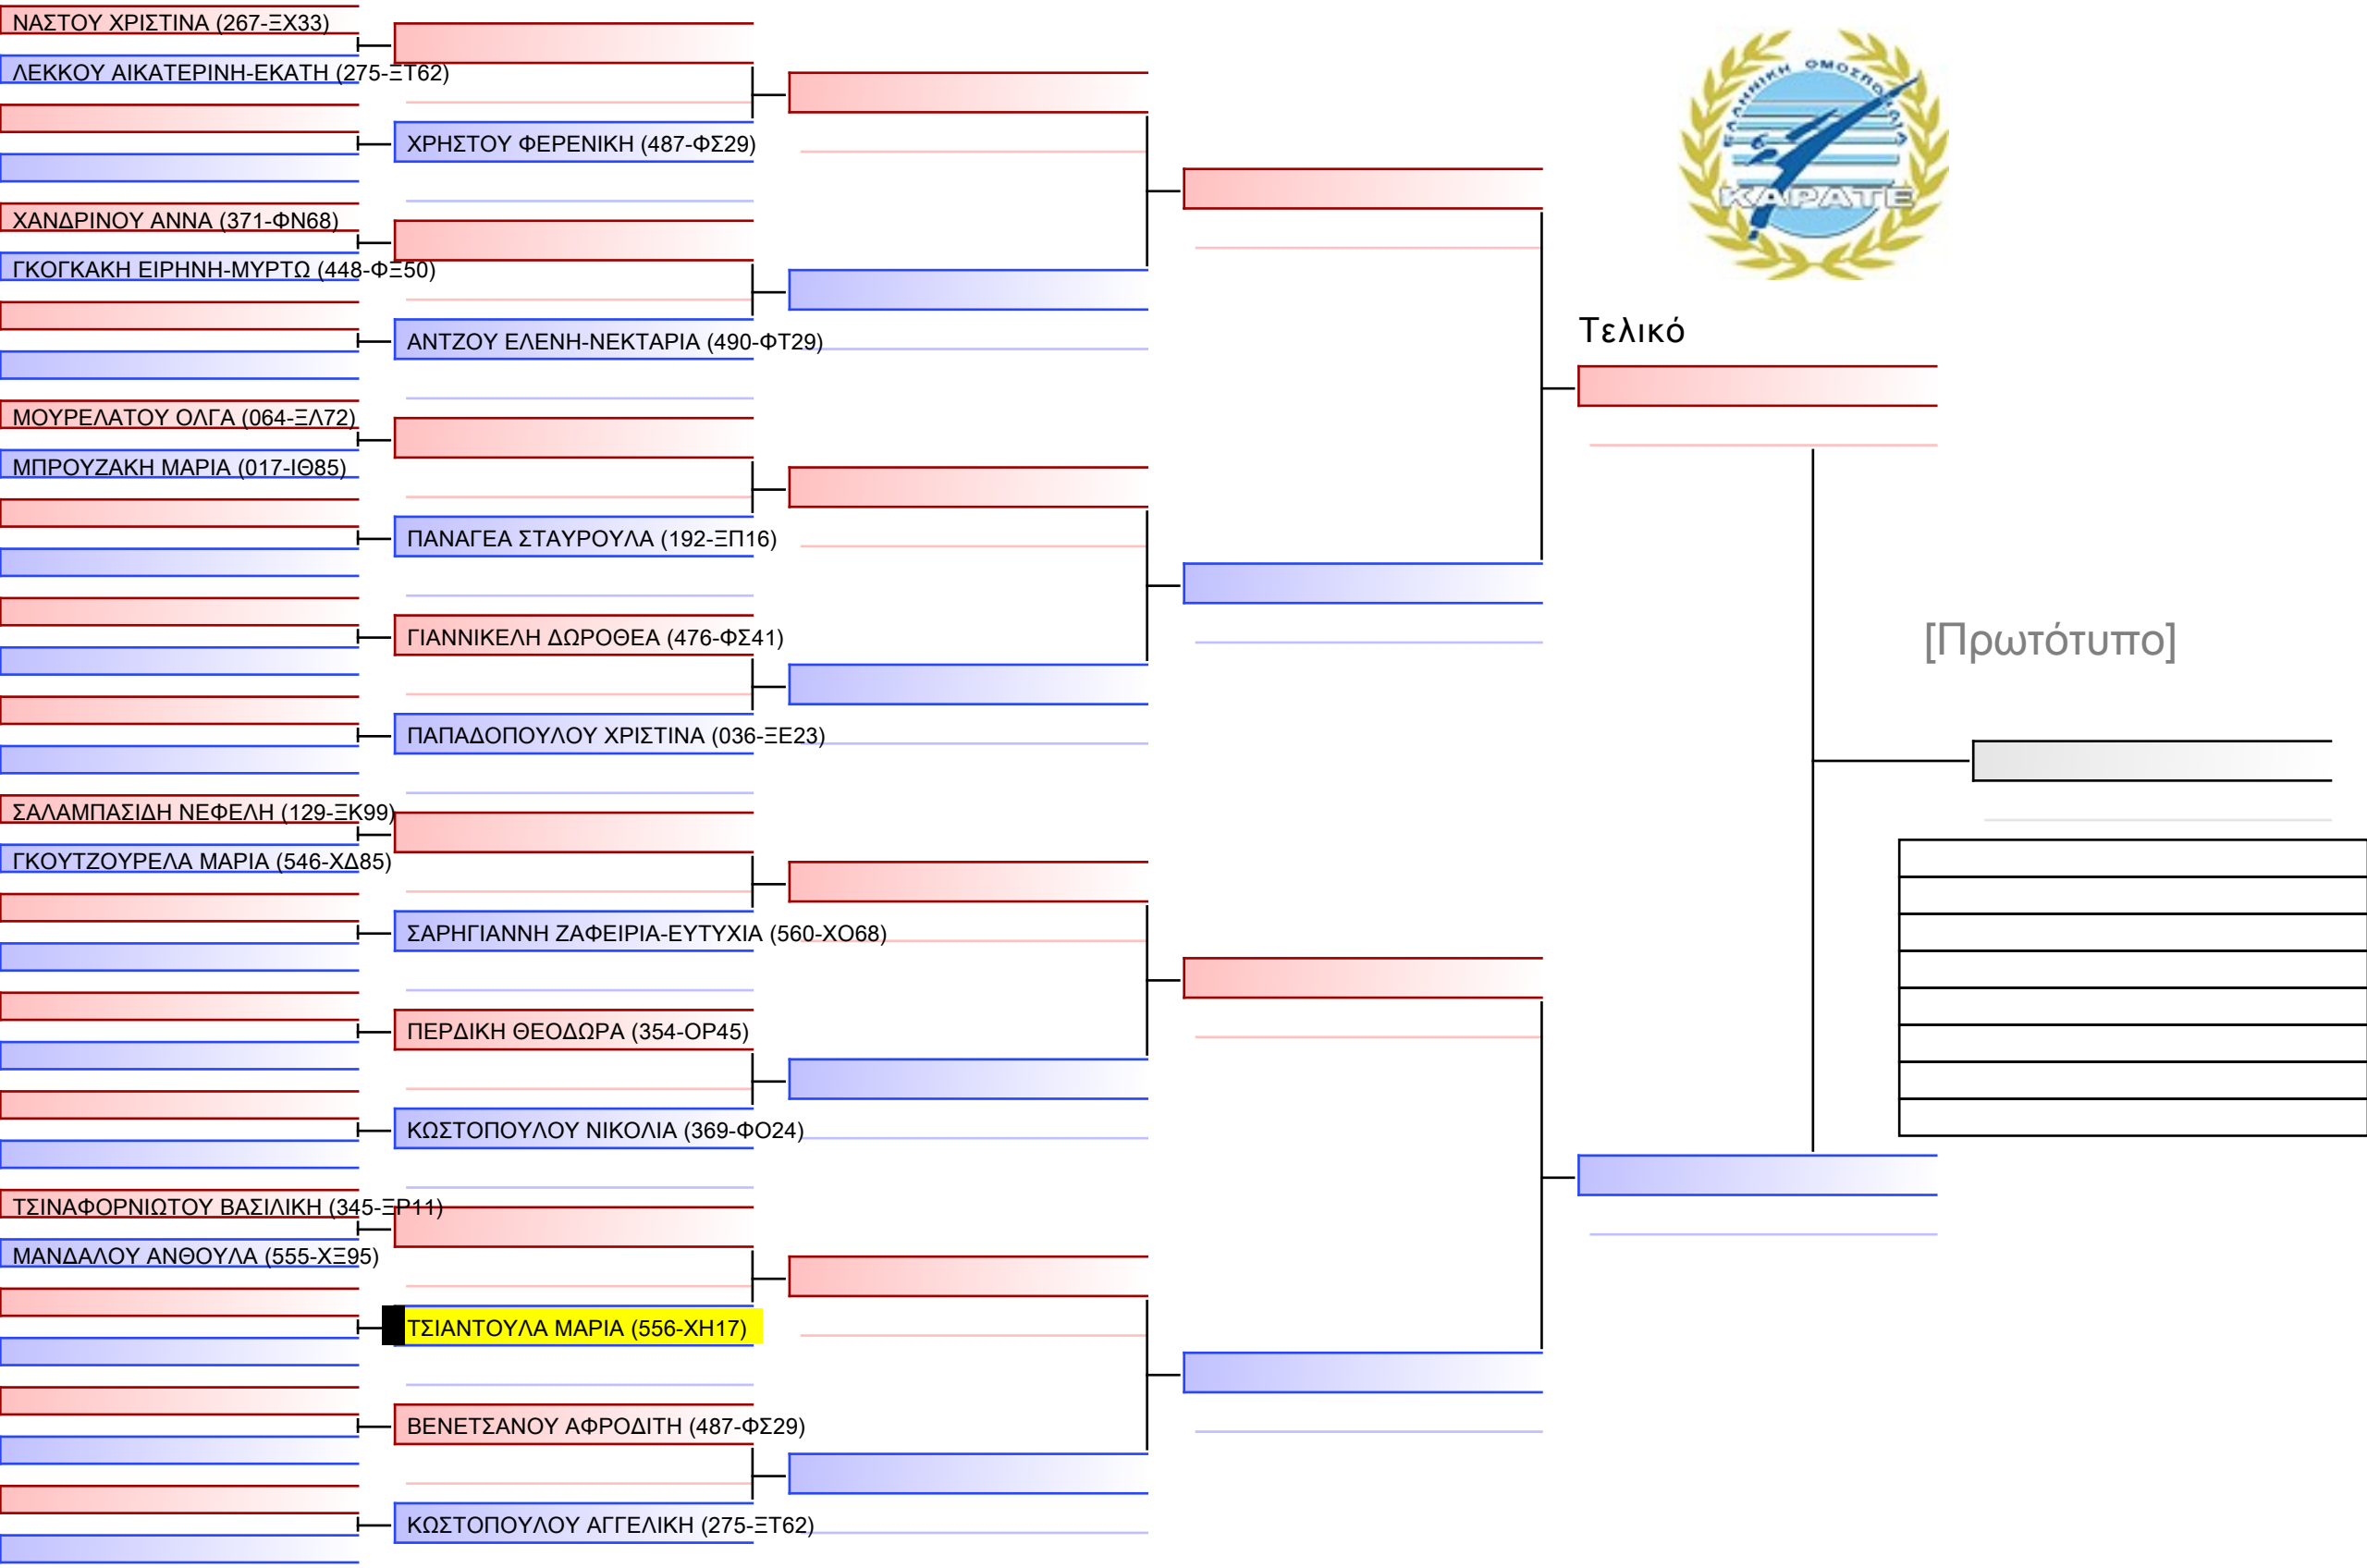 ΝΑΣΤΟΥ ΧΡΙΣΤΙΝΑ (267-ΞΧ33)
ΛΕΚΚΟΥ ΑΙΚΑΤΕΡΙΝΗ-ΕΚΑΤΗ (275-ΞΤ62)
ΧΡΗΣΤΟΥ ΦΕΡΕΝΙΚΗ (487-ΦΣ29)
ΧΑΝΔΡΙΝΟΥ ΑΝΝΑ (371-ΦΝ68)
ΓΚΟΓΚΑΚΗ ΕΙΡΗΝΗ-ΜΥΡΤΩ (448-ΦΞ50)
ΑΝΤΖΟΥ ΕΛΕΝΗ-ΝΕΚΤΑΡΙΑ (490-ΦΤ29)
ΜΟΥΡΕΛΑΤΟΥ ΟΛΓΑ (064-ΞΛ72)
ΜΠΡΟΥΖΑΚΗ ΜΑΡΙΑ (017-ΙΘ85)
ΠΑΝΑΓΕΑ ΣΤΑΥΡΟΥΛΑ (192-ΞΠ16)
ΓΙΑΝΝΙΚΕΛΗ ΔΩΡΟΘΕΑ (476-ΦΣ41)
ΠΑΠΑΔΟΠΟΥΛΟΥ ΧΡΙΣΤΙΝΑ (036-ΞΕ23)
ΣΑΛΑΜΠΑΣΙΔΗ ΝΕΦΕΛΗ (129-ΞΚ99)
ΓΚΟΥΤΖΟΥΡΕΛΑ ΜΑΡΙΑ (546-ΧΔ85)
ΣΑΡΗΓΙΑΝΝΗ ΖΑΦΕΙΡΙΑ-ΕΥΤΥΧΙΑ (560-ΧΟ68)
ΠΕΡΔΙΚΗ ΘΕΟΔΩΡΑ (354-ΟΡ45)
ΚΩΣΤΟΠΟΥΛΟΥ ΝΙΚΟΛΙΑ (369-ΦΟ24)
ΤΣΙΝΑΦΟΡΝΙΩΤΟΥ ΒΑΣΙΛΙΚΗ (345-ΞΡ11)
ΜΑΝΔΑΛΟΥ ΑΝΘΟΥΛΑ (555-ΧΞ95)
ΤΣΙΑΝΤΟΥΛΑ ΜΑΡΙΑ (556-ΧΗ17)
ΒΕΝΕΤΣΑΝΟΥ ΑΦΡΟΔΙΤΗ (487-ΦΣ29)
ΚΩΣΤΟΠΟΥΛΟΥ ΑΓΓΕΛΙΚΗ (275-ΞΤ62)
ΕΛΛΗΝΙΚΗ ΟΜΟΣΠΟΝΔΙΑ
ΚΑΡΑΤΕ
Τελικό
[Πρωτότυπο]